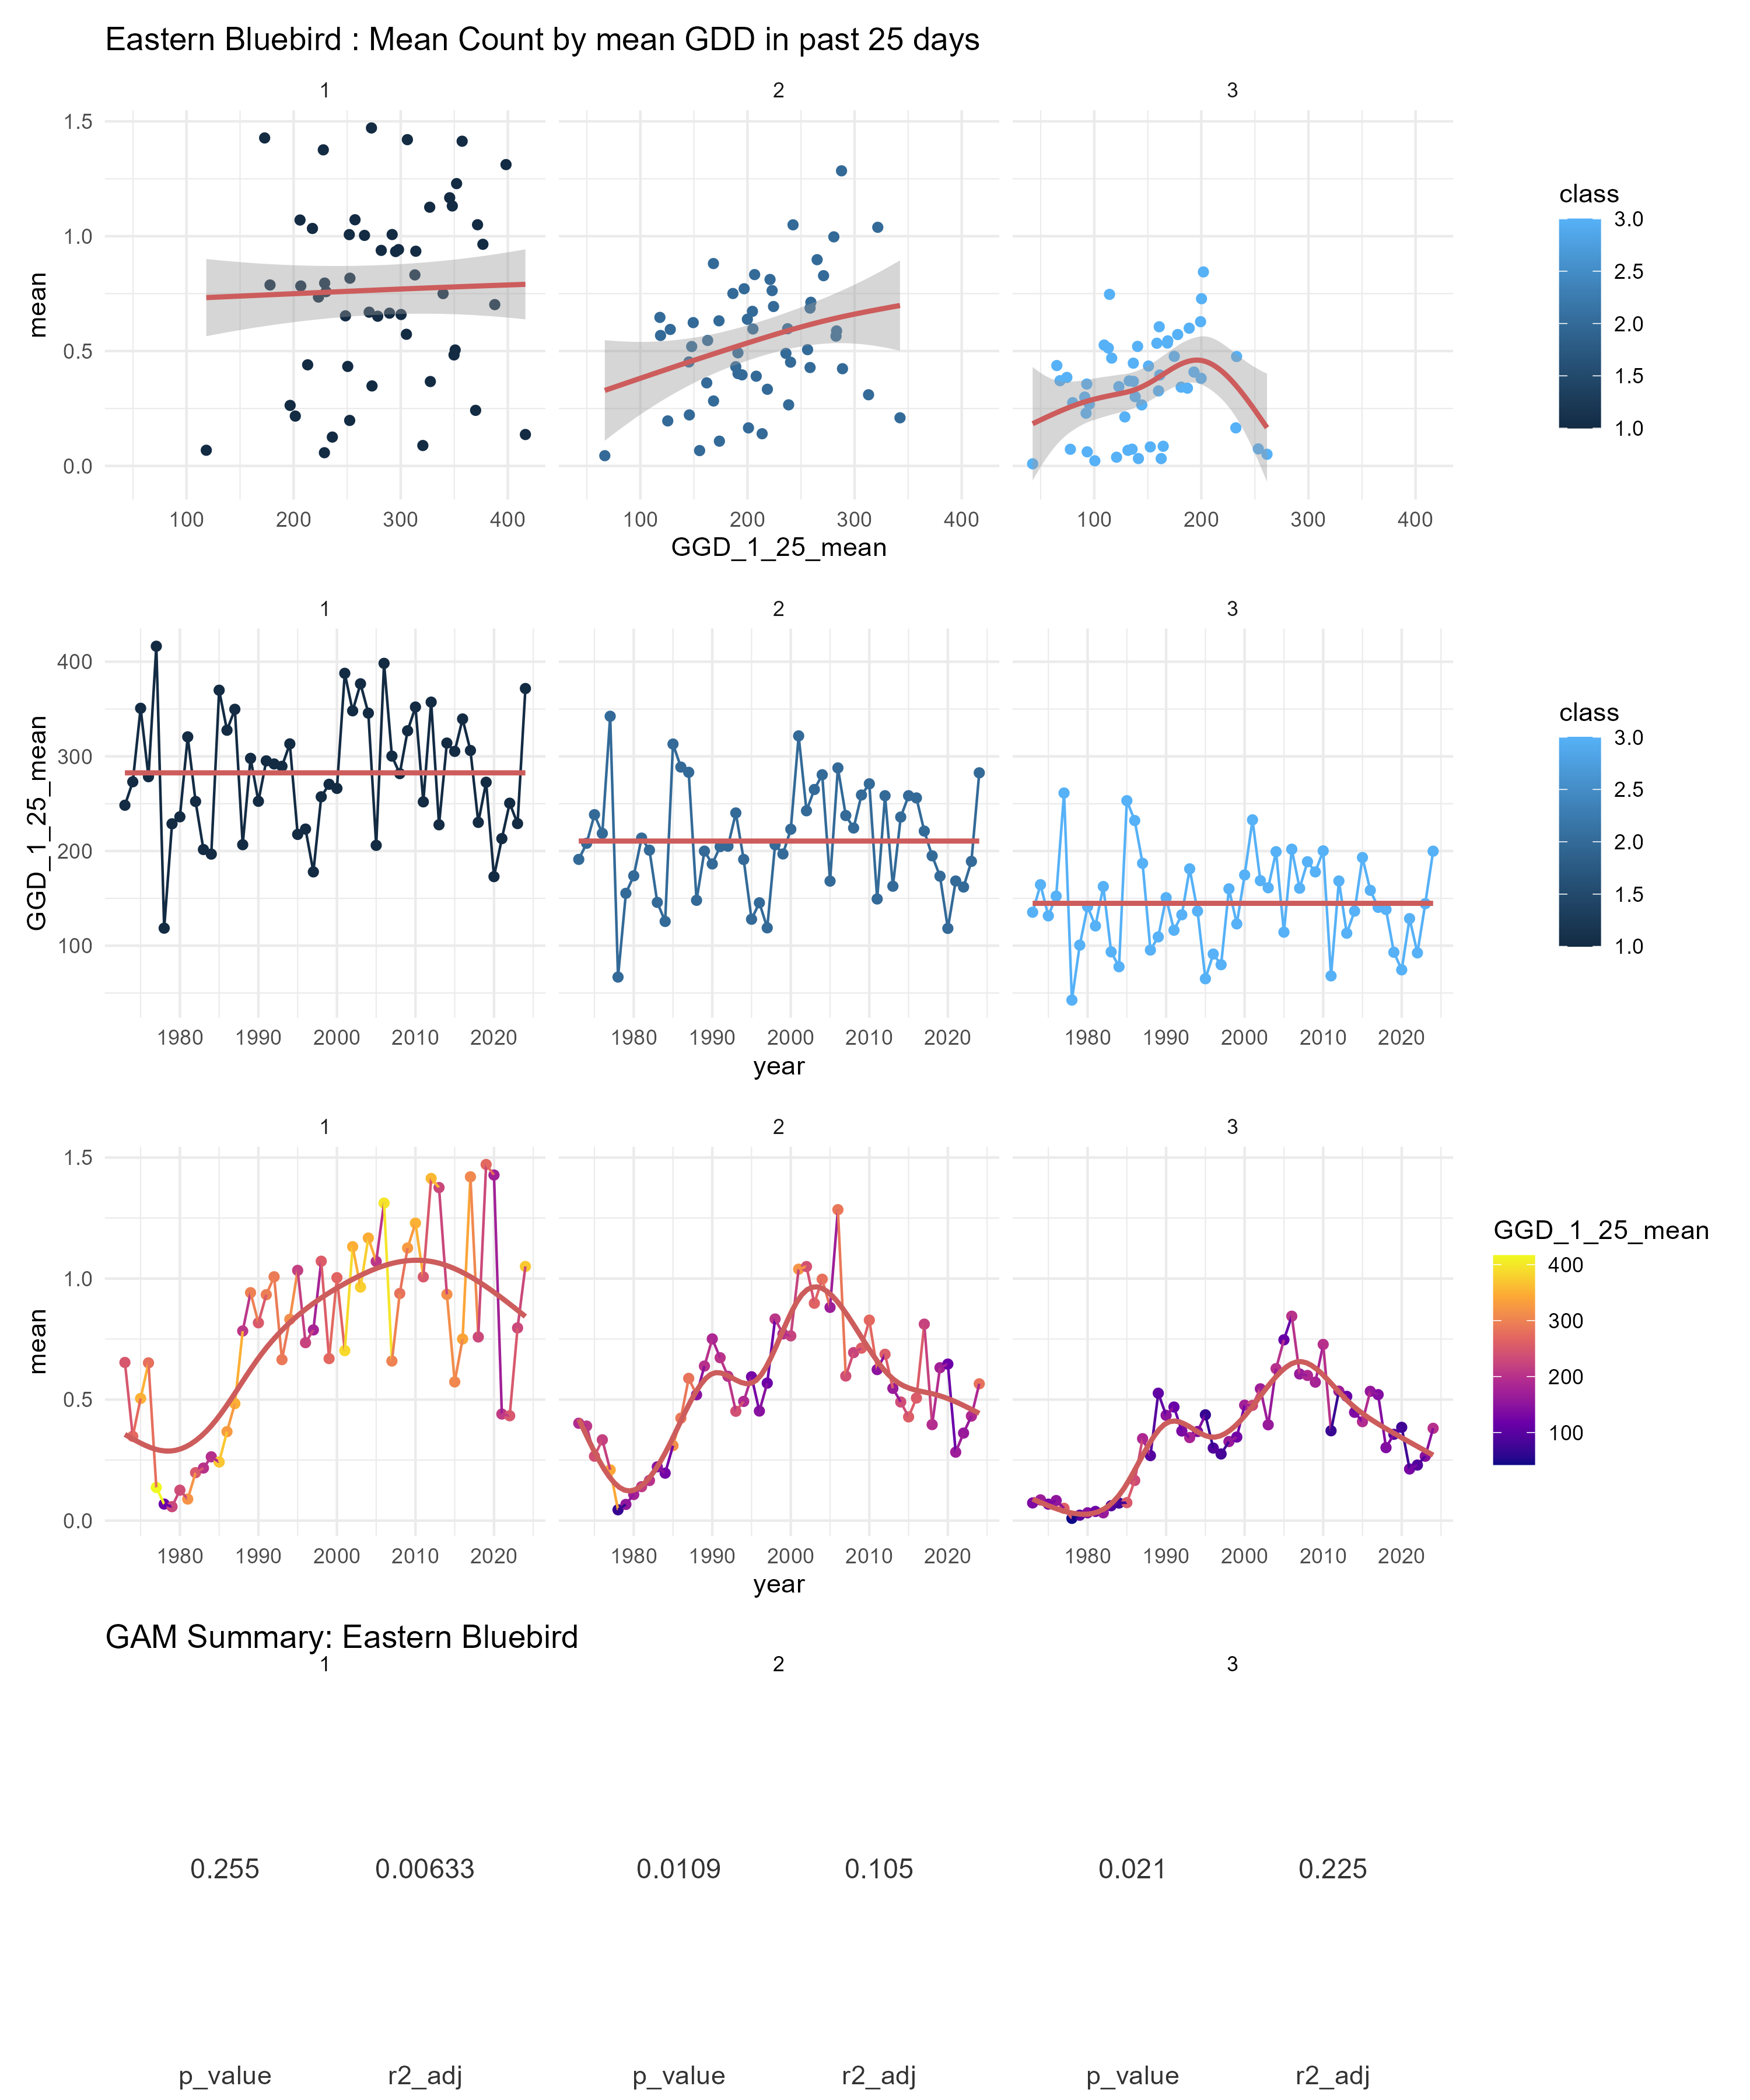 Eastern Bluebird : Mean Count by mean GDD in past 25 days
1 2 3
1.5
1.0
0.5
0.0
mean
100 200 300 400 100 200 300 400 100 200 300 400
GGD_1_25_mean
class
3.0
2.5
2.0
1.5
1.0
1 2 3
400
300
200
100
GGD_1_25_mean
1980 1990 2000 2010 2020 1980 1990 2000 2010 2020 1980 1990 2000 2010 2020
year
class
3.0
2.5
2.0
1.5
1.0
1 2 3
1.5
1.0
0.5
0.0
mean
1980 1990 2000 2010 2020 1980 1990 2000 2010 2020 1980 1990 2000 2010 2020
year
GGD_1_25_mean
400
300
200
100
GAM Summary: Eastern Bluebird
1 2 3
0.255 0.00633 0.0109 0.105 0.021 0.225
p_value r2_adj p_value r2_adj p_value r2_adj